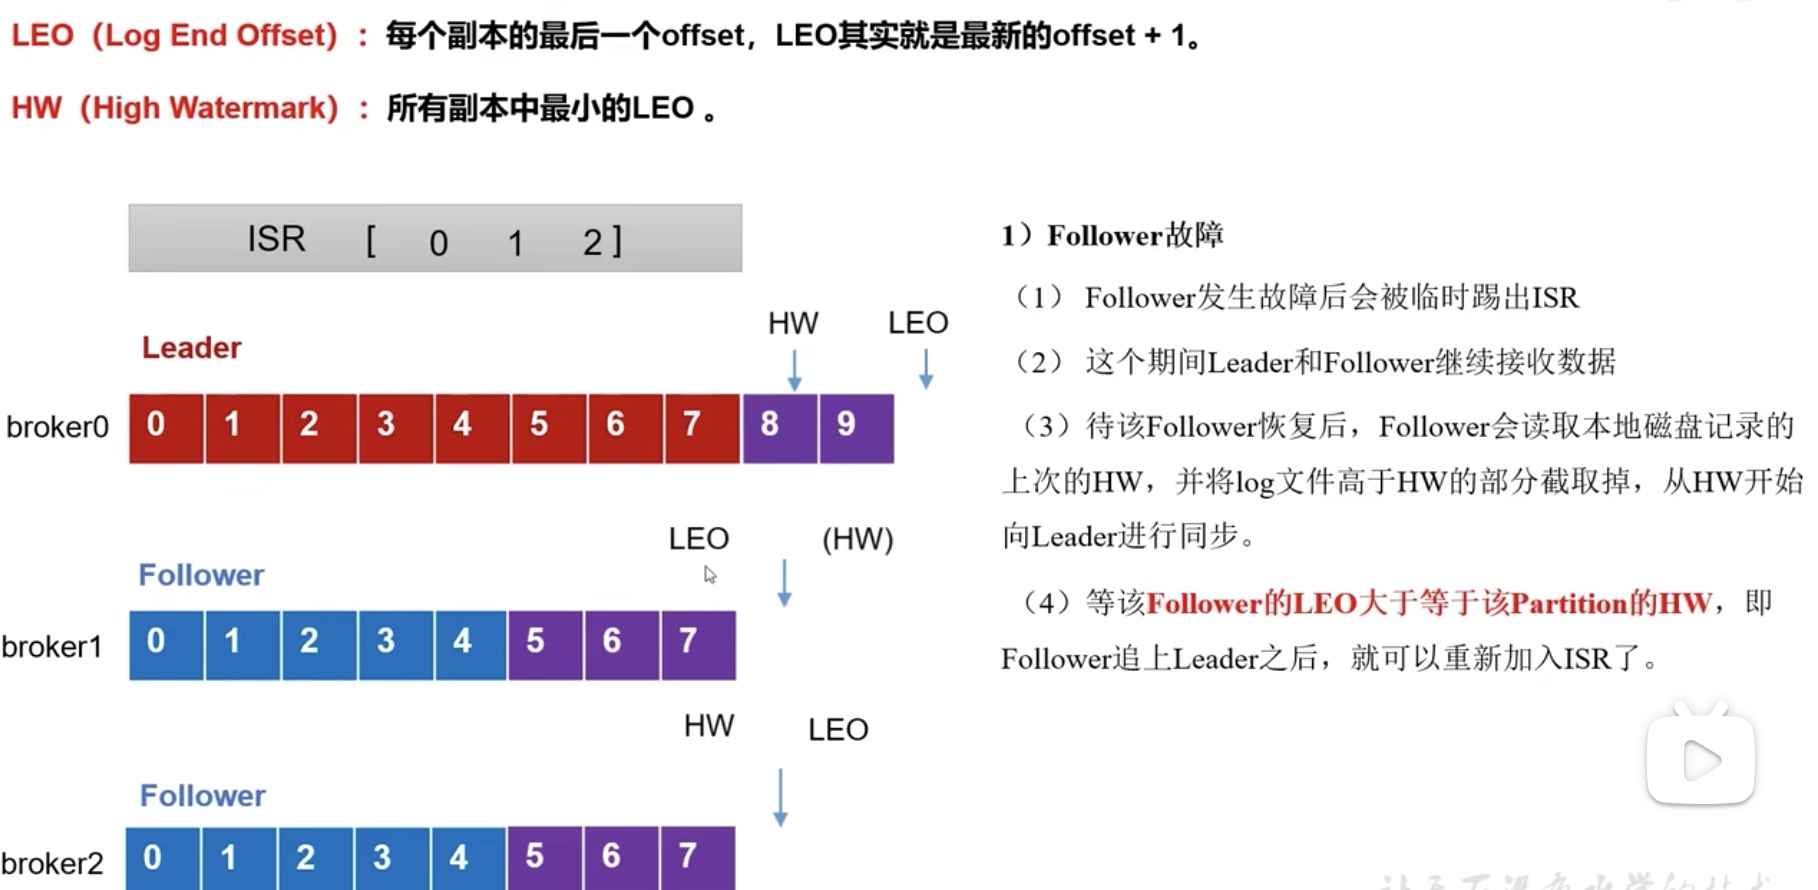 LEO（Log End Offset）：每个副本的最后一个offset，LEO其实就是最新的offset + 1。
HW（High Watermark）：所有副本中最小的LEO 。
ISR [ 0 1 2 ]
HW LEO
Leader
broker0 0 1 2 3 4 5 6 7 8 9
LEO (HW)
Follower
broker1 0 1 2 3 4 5 6 7
HW LEO
Follower
broker2 0 1 2 3 4 5 6 7
1）Follower故障
（1） Follower发生故障后会被临时踢出ISR
（2） 这个期间Leader和Follower继续接收数据
（3）待该Follower恢复后，Follower会读取本地磁盘记录的
上次的HW，并将log文件高于HW的部分截取掉，从HW开始
向Leader进行同步。
（4）等该Follower的LEO大于等于该Partition的HW，即
Follower追上Leader之后，就可以重新加入ISR了。